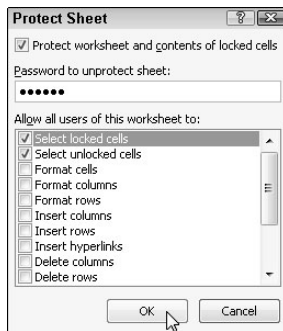 Protect Sheet
Protect worksheet and contents of locked cells
Password to unprotect sheet:
••••••
Allow all users of this worksheet to:
Select locked cells
Select unlocked cells
Format cells
Format columns
Format rows
Insert columns
Insert rows
Insert hyperlinks
Delete columns
Delete rows
OK Cancel